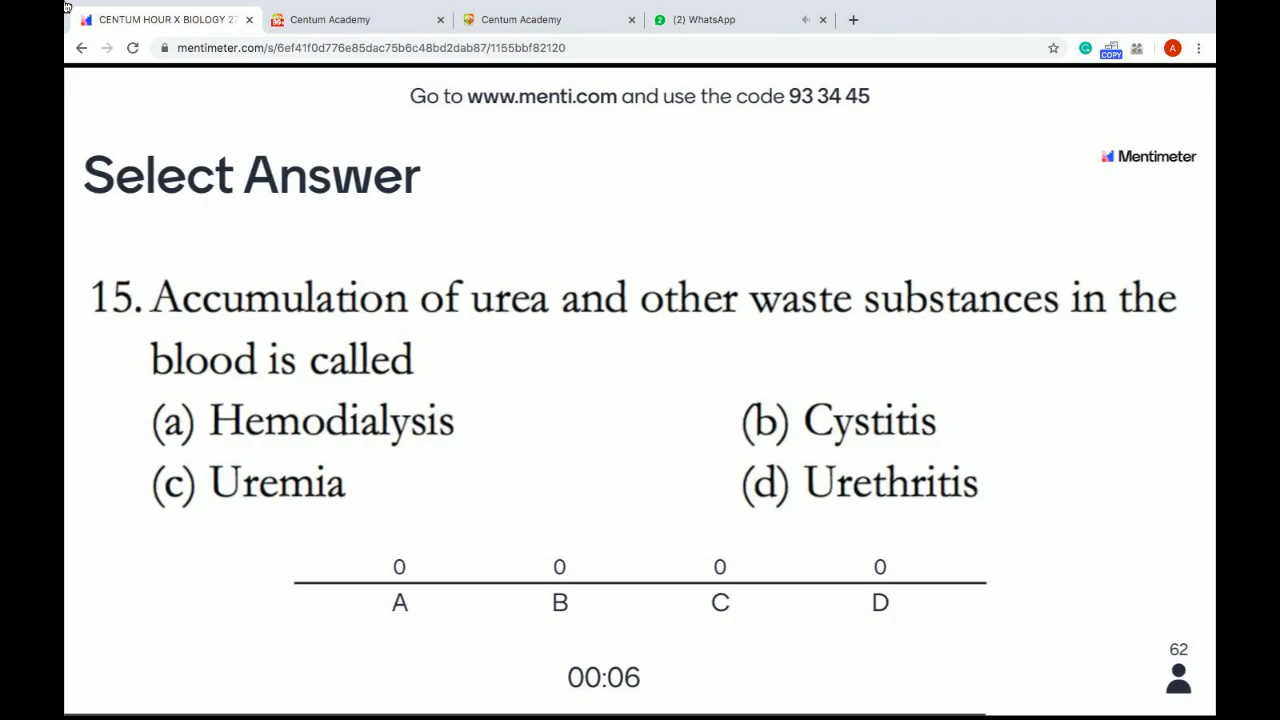 CENTUM HOUR X BIOLOGY 27
Centum Academy
Centum Academy
(2) WhatsApp
mentimeter.com/s/6ef41f0d776e85dac75b6c48bd2dab87/1155bbf82120
COPY
A
Go to www.menti.com and use the code 93 34 45
Mentimeter
Select Answer
15. Accumulation of urea and other waste substances in the
blood is called
(a) Hemodialysis (b) Cystitis
(c) Uremia (d) Urethritis
0 0 0 0
A B C D
62
00:06